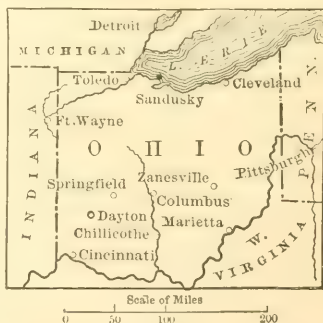 Detroit
MICHIGAN
L. ERIE
Toledo
Cleveland
Sandusky
Ft. Wayne
OHIO
PENN.
Pittsburgh
INDIANA
Springfield
Zanesville
Columbus
Dayton
Marietta
Chillicothe
W. VIRGINIA
Cincinnati
Scale of Miles
0 50 100 200